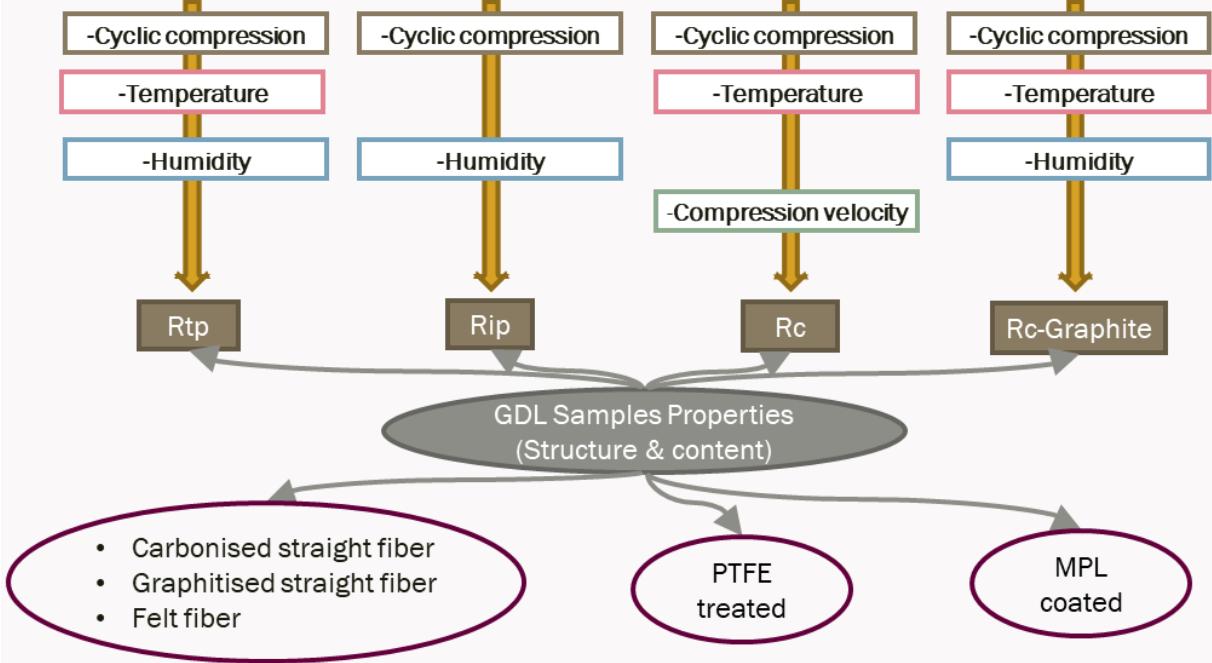 -Cyclic compression
-Cyclic compression
-Cyclic compression
-Cyclic compression
-Temperature
-Temperature
-Temperature
-Humidity
-Humidity
-Humidity
-Compression velocity
Rtp
Rip
Rc
Rc-Graphite
GDL Samples Properties
(Structure & content)
• Carbonised straight fiber
• Graphitised straight fiber
• Felt fiber
PTFE
treated
MPL
coated